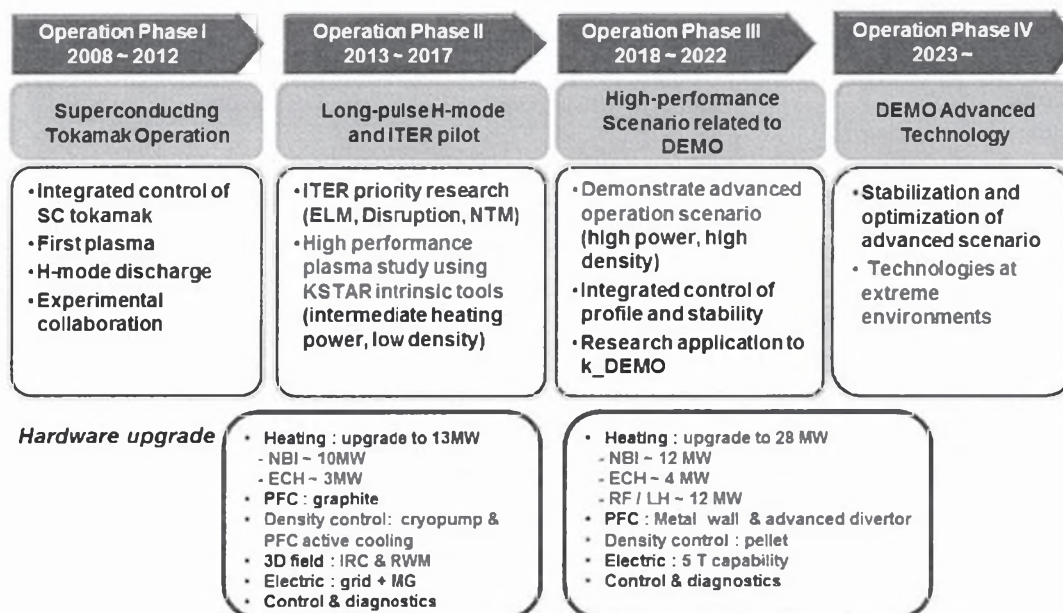 Operation Phase I
2008 ~ 2012
Operation Phase II
2013 ~ 2017
Operation Phase III
2018 ~ 2022
Operation Phase IV
2023 ~
Superconducting
Tokamak Operation
Long-pulse H-mode
and ITER pilot
High-performance
Scenario related to
DEMO
DEMO Advanced
Technology
•Integrated control of
SC tokamak
•First plasma
•H-mode discharge
•Experimental
collaboration
•ITER priority research
(ELM, Disruption, NTM)
•High performance
plasma study using
KSTAR intrinsic tools
(intermediate heating
power, low density)
•Demonstrate advanced
operation scenario
(high power, high
density)
•Integrated control of
profile and stability
•Research application to
k_DEMO
•Stabilization and
optimization of
advanced scenario
• Technologies at
extreme
environments
Hardware upgrade
• Heating : upgrade to 13MW
- NBI ~ 10MW
- ECH ~ 3MW
• PFC : graphite
• Density control: cryopump &
PFC active cooling
• 3D field : IRC & RWM
• Electric : grid + MG
• Control & diagnostics
• Heating : upgrade to 28 MW
- NBI ~ 12 MW
- ECH ~ 4 MW
- RF / LH ~ 12 MW
• PFC : Metal wall & advanced divertor
• Density control : pellet
• Electric : 5 T capability
• Control & diagnostics